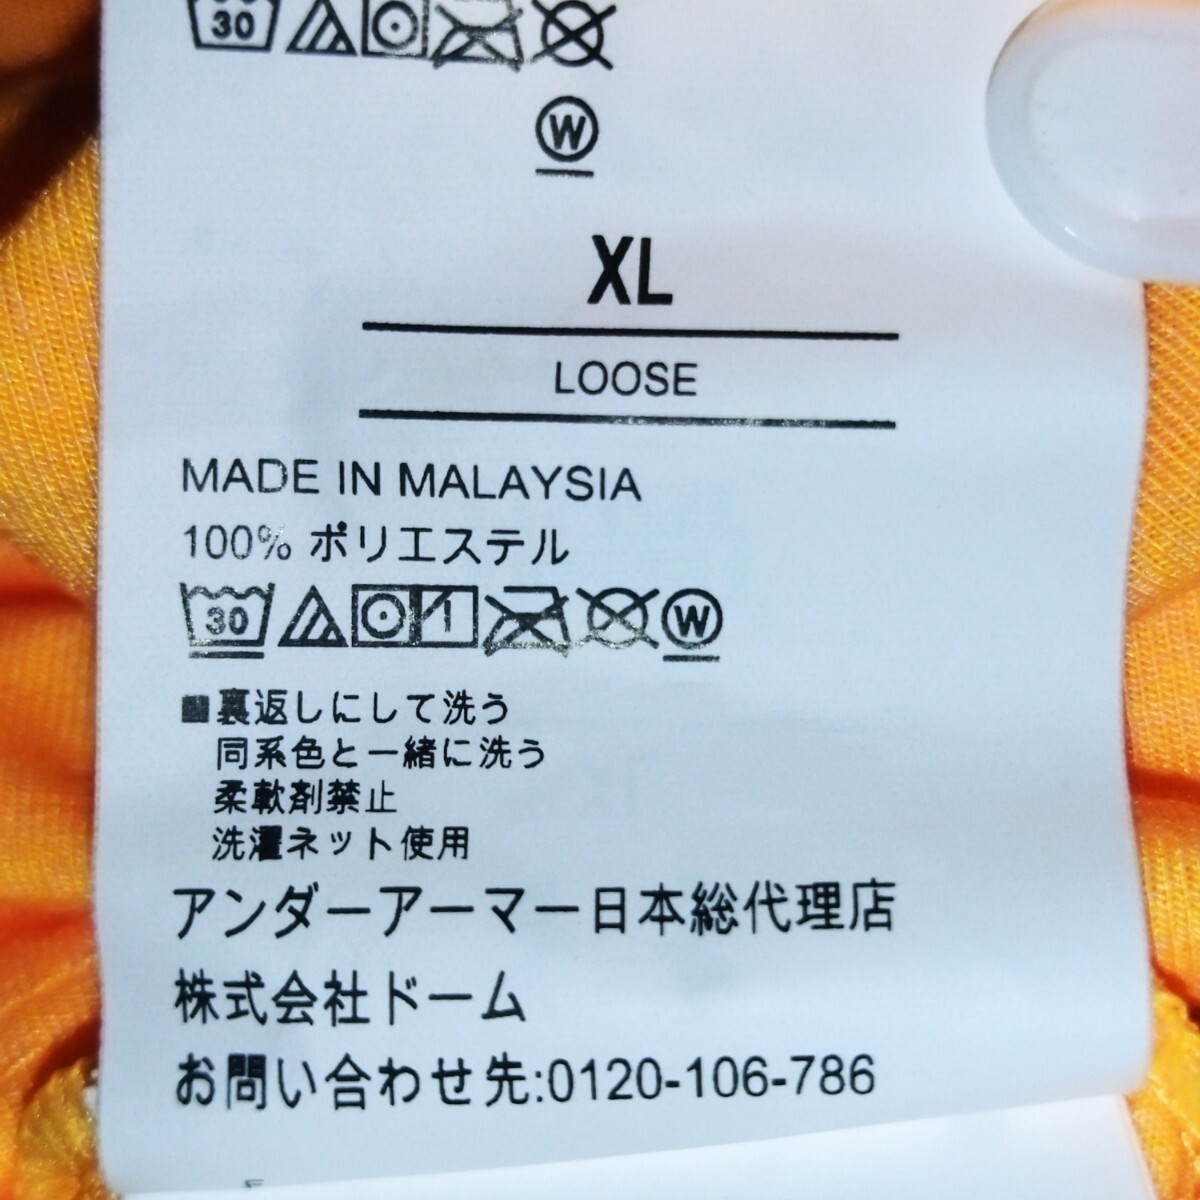 30
W
XL
LOOSE
MADE IN MALAYSIA
100% ポリエステル
30 1 W
■裏返しにして洗う
同系色と一緒に洗う
柔軟剤禁止
洗濯ネット使用
アンダーアーマー日本総代理店
株式会社ドーム
お問い合わせ先:0120-106-786